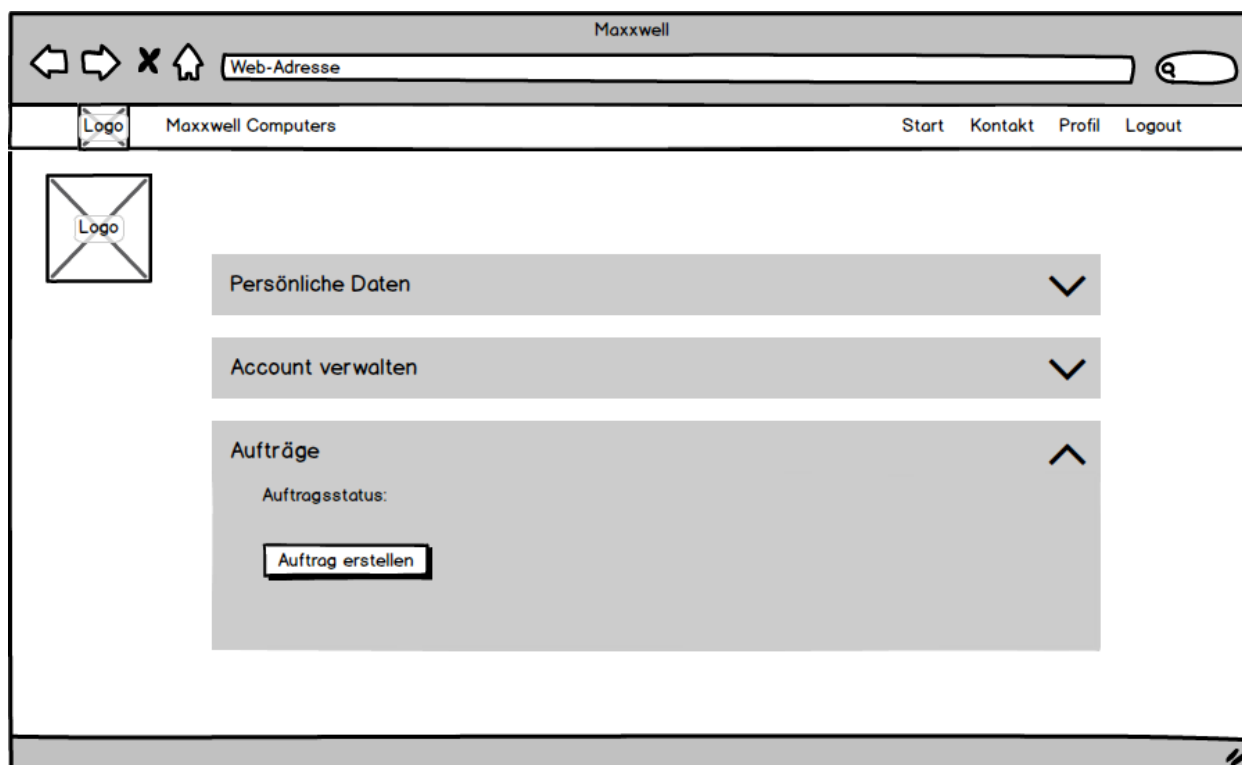 Maxxwell
Web-Adresse
Logo Maxxwell Computers Start Kontakt Profil Logout
Logo
Persönliche Daten
Account verwalten
Aufträge
Auftragsstatus:
Auftrag erstellen